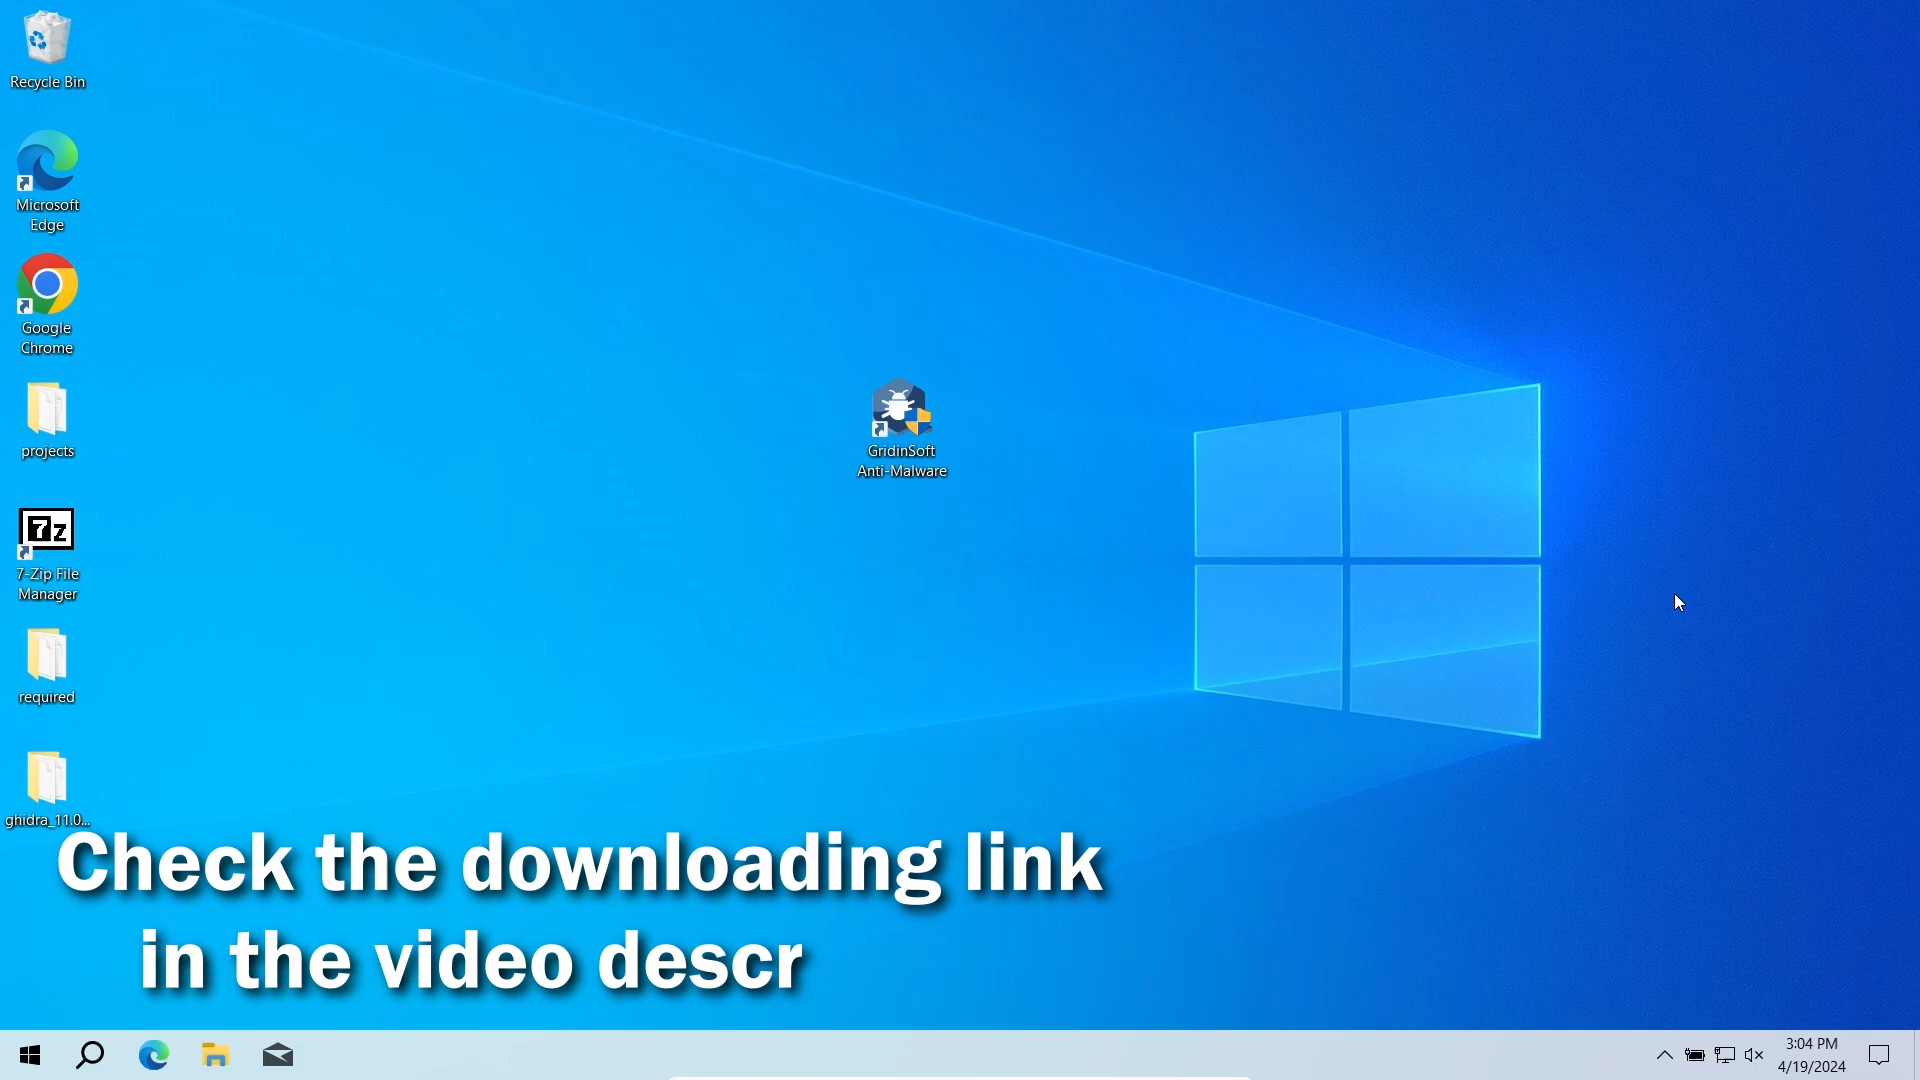 Recycle Bin
Microsoft
Edge
Google
Chrome
projects
7z
7-Zip File
Manager
required
ghidra_11.0...
GridinSoft
Anti-Malware
Check the downloading link
in the video descr
3:04 PM
4/19/2024